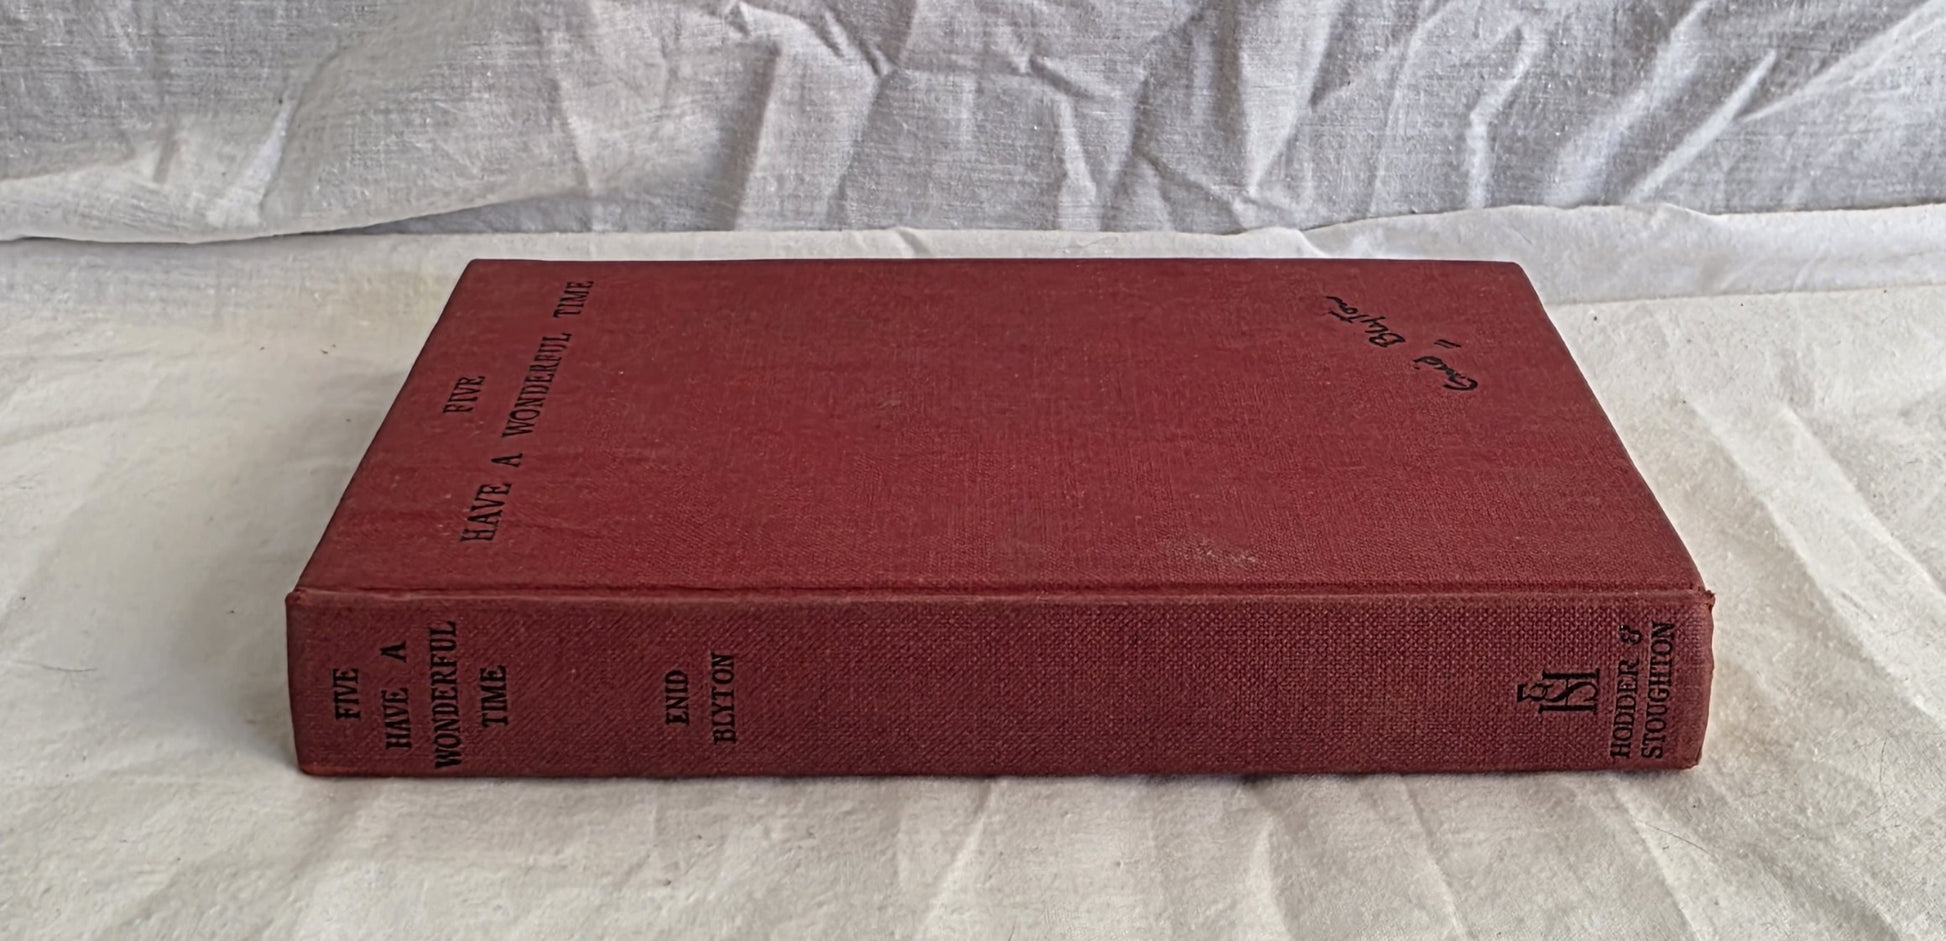 FIVE
HAVE A WONDERFUL TIME
Enid Blyton
FIVE
HAVE A
WONDERFUL
TIME
ENID
BLYTON
H&S
HODDER &
STOUGHTON